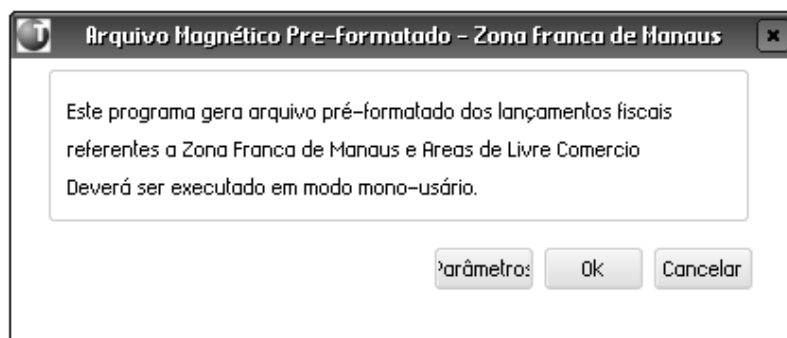 Arquivo Magnético Pre-Formatado - Zona Franca de Manaus
Este programa gera arquivo pré-formatado dos lançamentos fiscais
referentes a Zona Franca de Manaus e Areas de Livre Comercio
Deverá ser executado em modo mono-usário.
Parâmetros Ok Cancelar